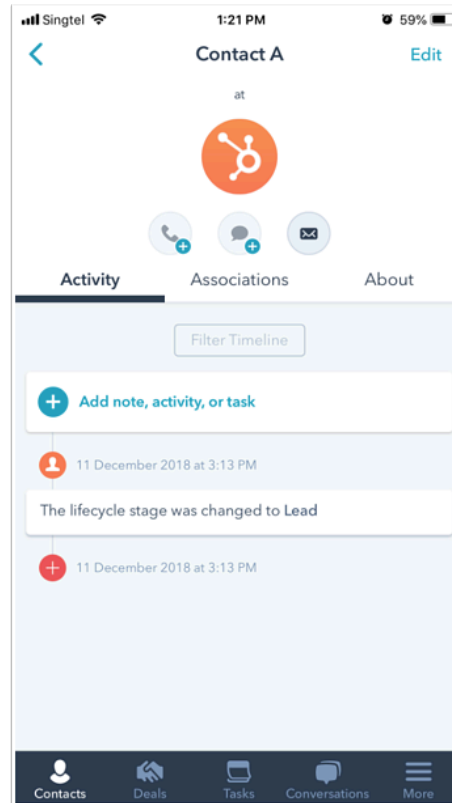 Singtel 1:21 PM 59%
Contact A Edit
at
Activity Associations About
Filter Timeline
Add note, activity, or task
11 December 2018 at 3:13 PM
The lifecycle stage was changed to Lead
11 December 2018 at 3:13 PM
Contacts Deals Tasks Conversations More